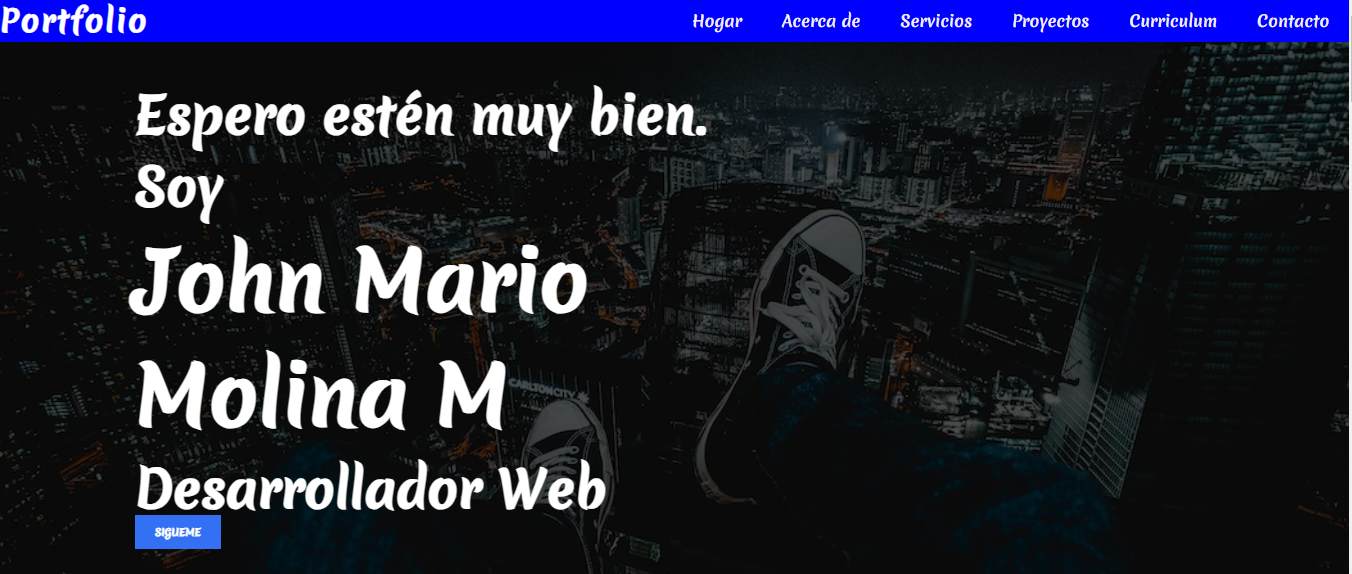 Portfolio
Hogar Acerca de Servicios Proyectos Curriculum Contacto
Espero estén muy bien.
Soy
John Mario
Molina M
CARLTON CITY
Desarrollador Web
SIGUEME